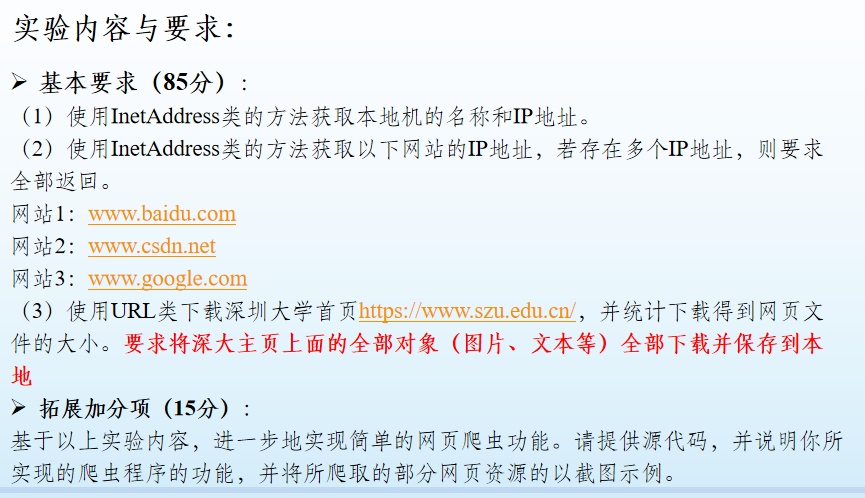 实验内容与要求：
➢ 基本要求（85分）：
（1）使用InetAddress类的方法获取本地机的名称和IP地址。
（2）使用InetAddress类的方法获取以下网站的IP地址，若存在多个IP地址，则要求
全部返回。
网站1：www.baidu.com
网站2：www.csdn.net
网站3：www.google.com
（3）使用URL类下载深圳大学首页https://www.szu.edu.cn/，并统计下载得到网页文
件的大小。要求将深大主页上面的全部对象（图片、文本等）全部下载并保存到本
地
➢ 拓展加分项（15分）：
基于以上实验内容，进一步地实现简单的网页爬虫功能。请提供源代码，并说明你所
实现的爬虫程序的功能，并将所爬取的部分网页资源的以截图示例。